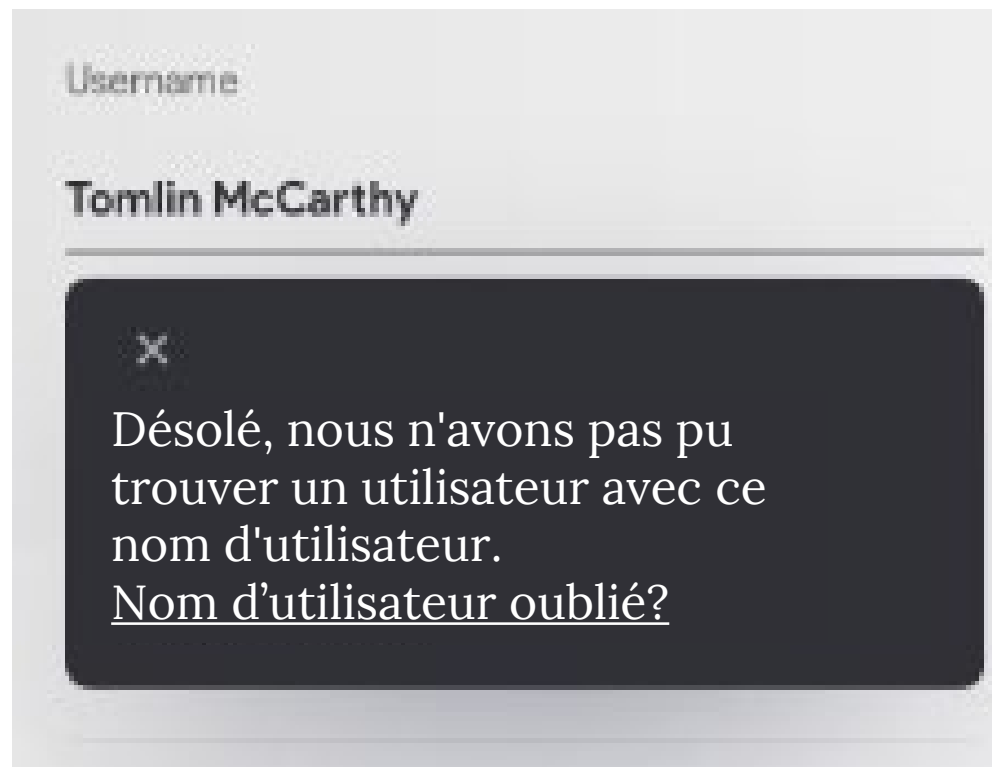 Username
Tomlin McCarthy
×
Désolé, nous n'avons pas pu
trouver un utilisateur avec ce
nom d'utilisateur.
Nom d’utilisateur oublié?